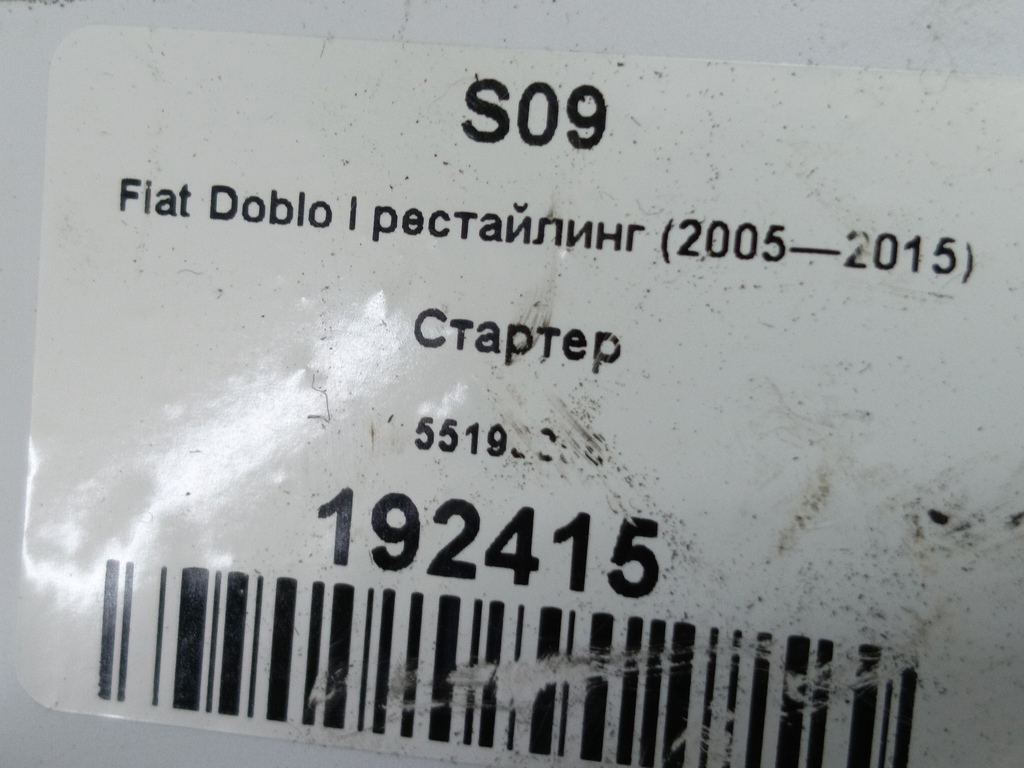 S09
Fiat Doblo I рестайлинг (2005—2015)
Стартер
192415